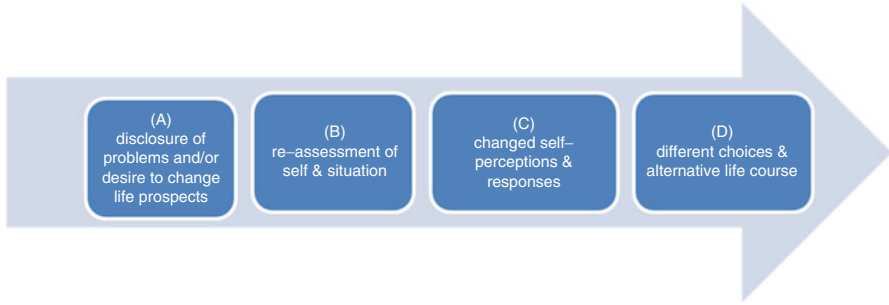 (A)
disclosure of
problems and/or
desire to change
life prospects
(B)
re–assessment of
self & situation
(C)
changed self–
perceptions &
responses
(D)
different choices &
alternative life course